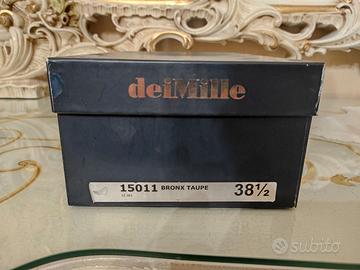 deiMille
15011 BRONX TAUPE 38½
subito